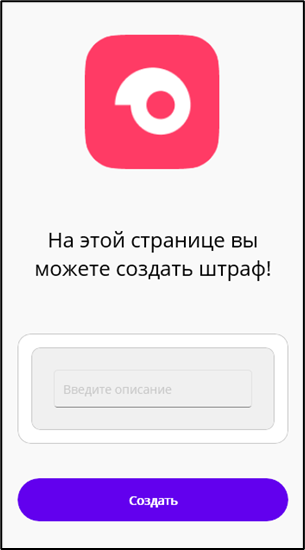 На этой странице вы
можете создать штраф!
Введите описание
Создать